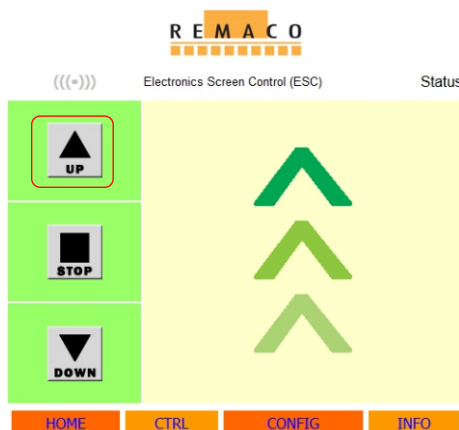 REMACO
(((•))) Electronics Screen Control (ESC) Status
UP
STOP
DOWN
HOME CTRL CONFIG INFO